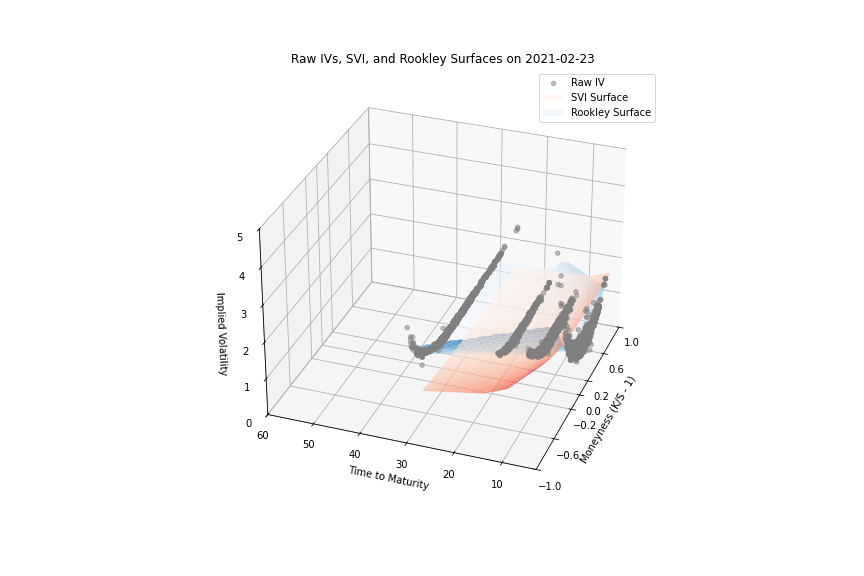 Raw IVs, SVI, and Rookley Surfaces on 2021-02-23
Raw IV
SVI Surface
Rookley Surface
5
4
3
2
1
0
Implied Volatility
60
50
40
30
20
10
Time to Maturity
1.0
0.6
0.2
0.0
−0.2
−0.6
−1.0
Moneyness (K/S - 1)